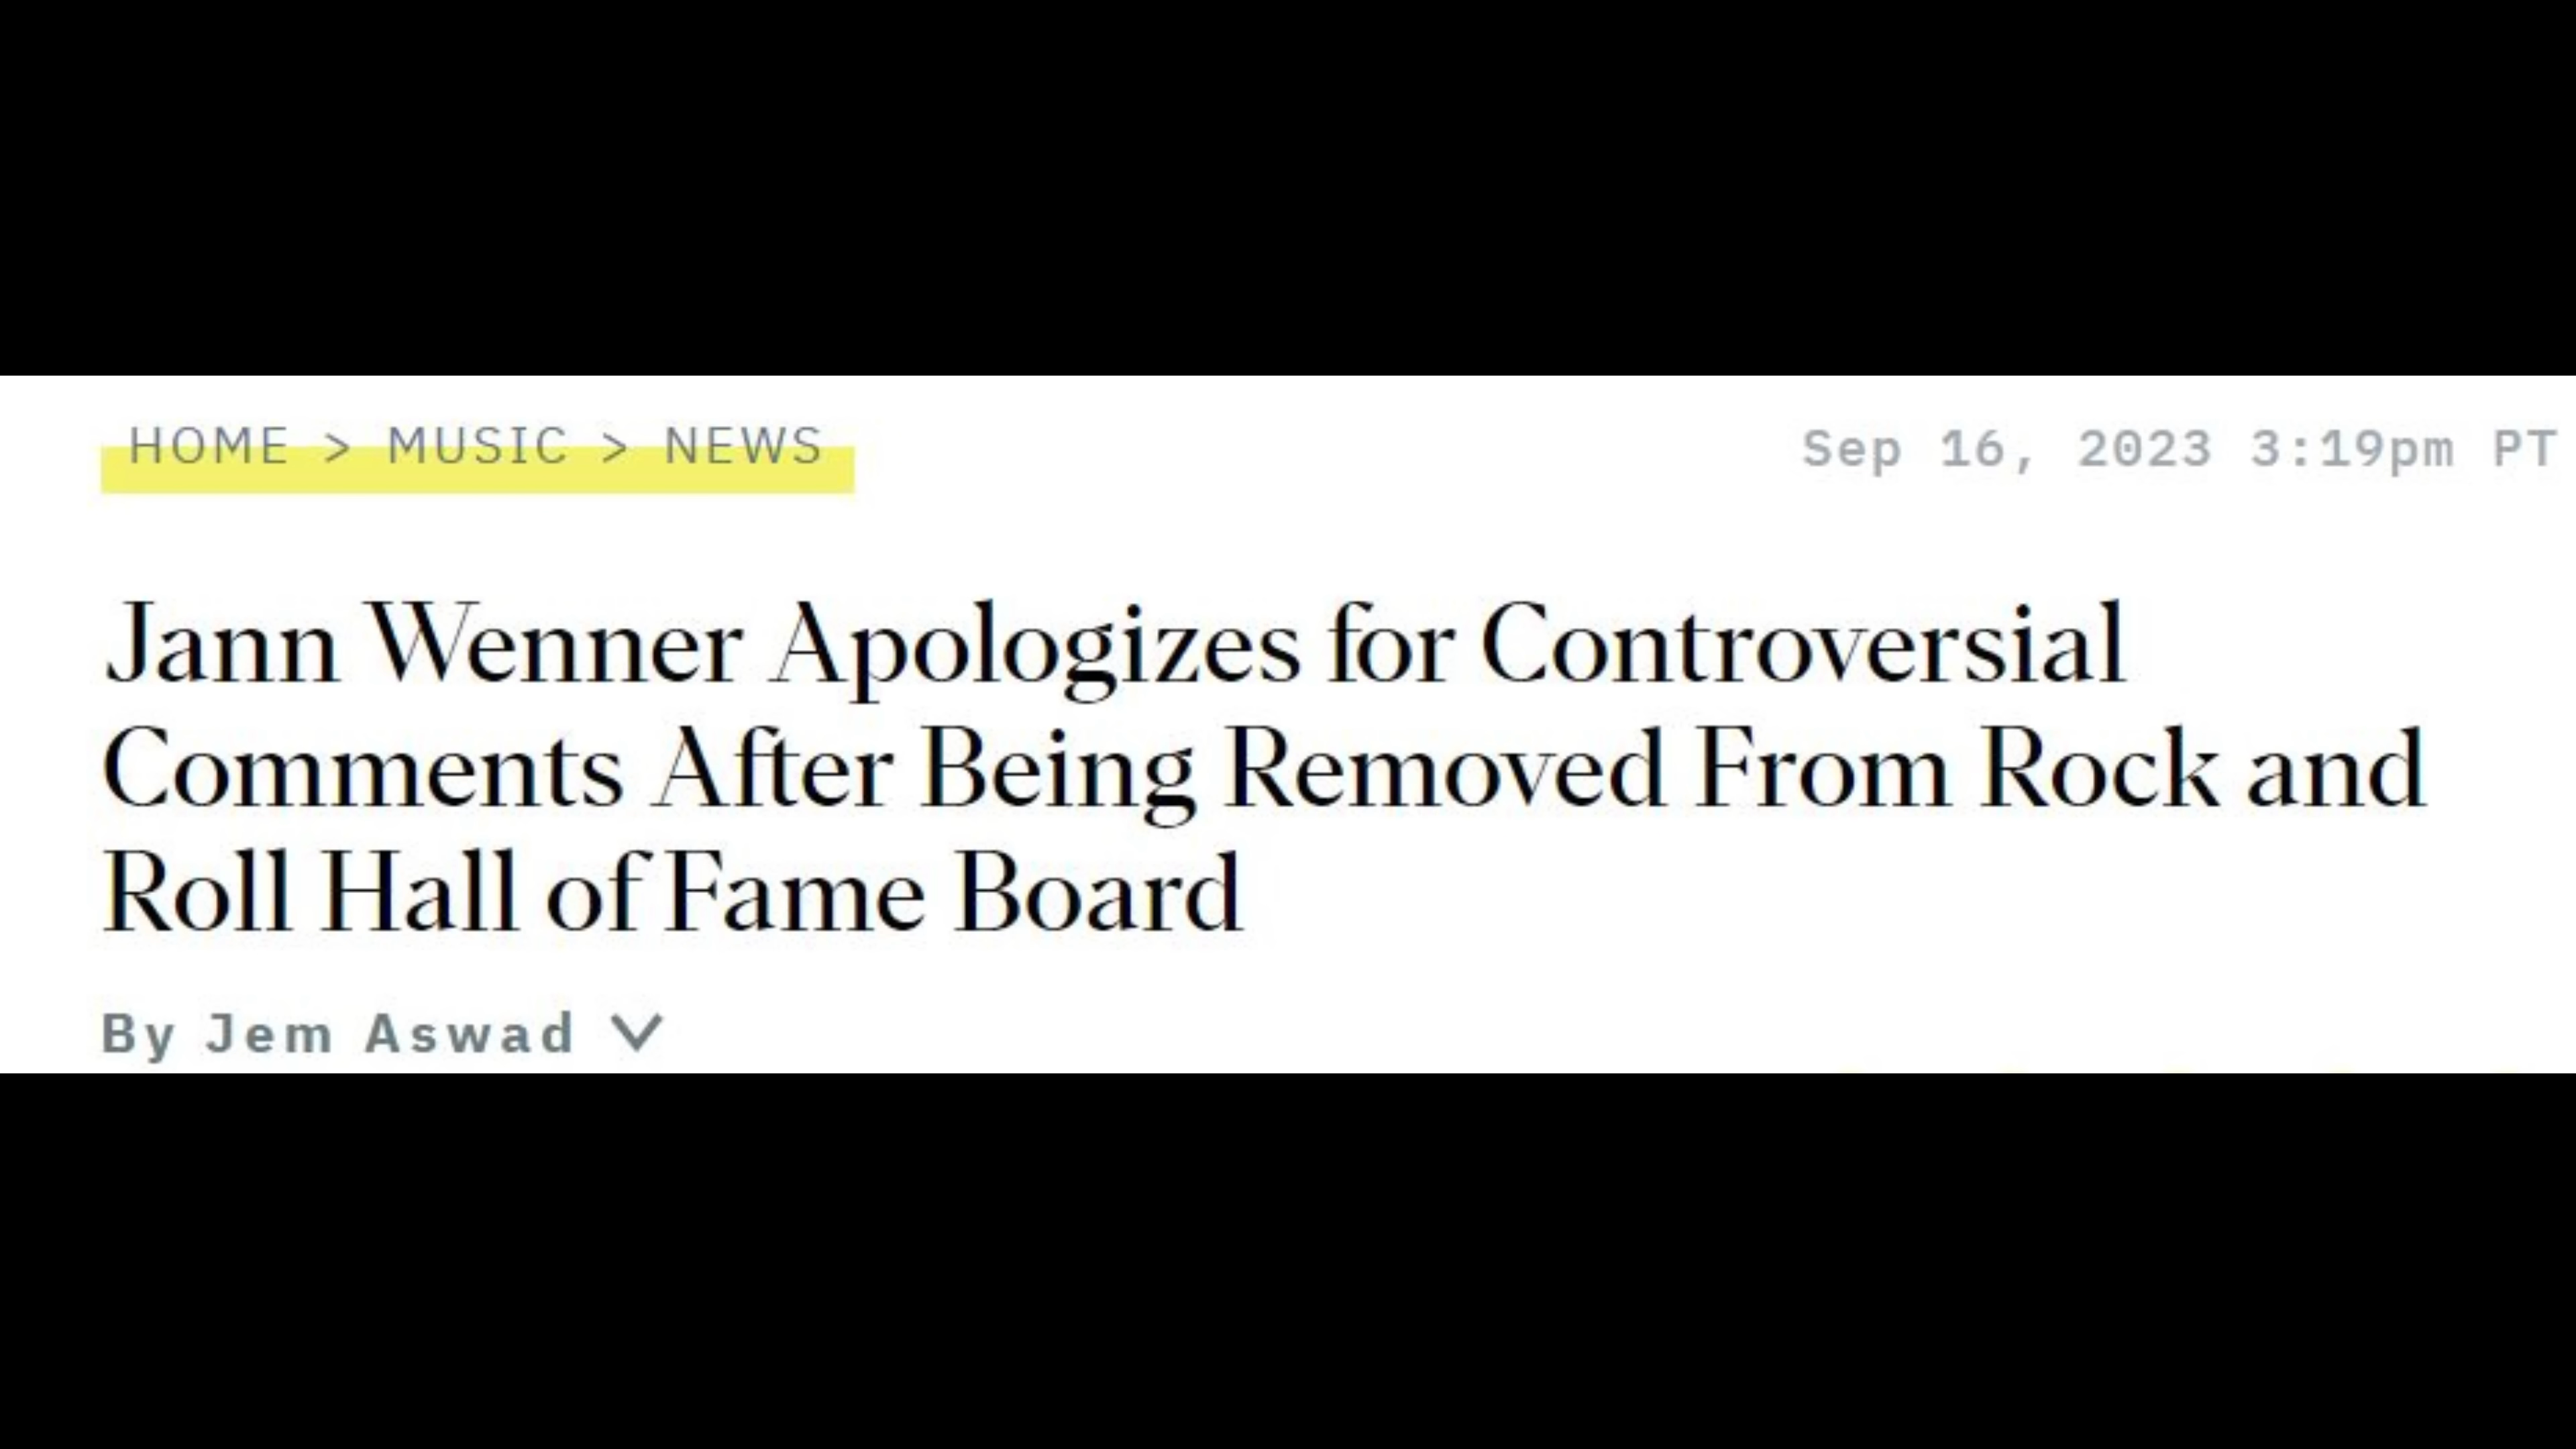 HOME > MUSIC > NEWS
Sep 16, 2023 3:19pm PT
Jann Wenner Apologizes for Controversial
Comments After Being Removed From Rock and
Roll Hall of Fame Board
By Jem Aswad